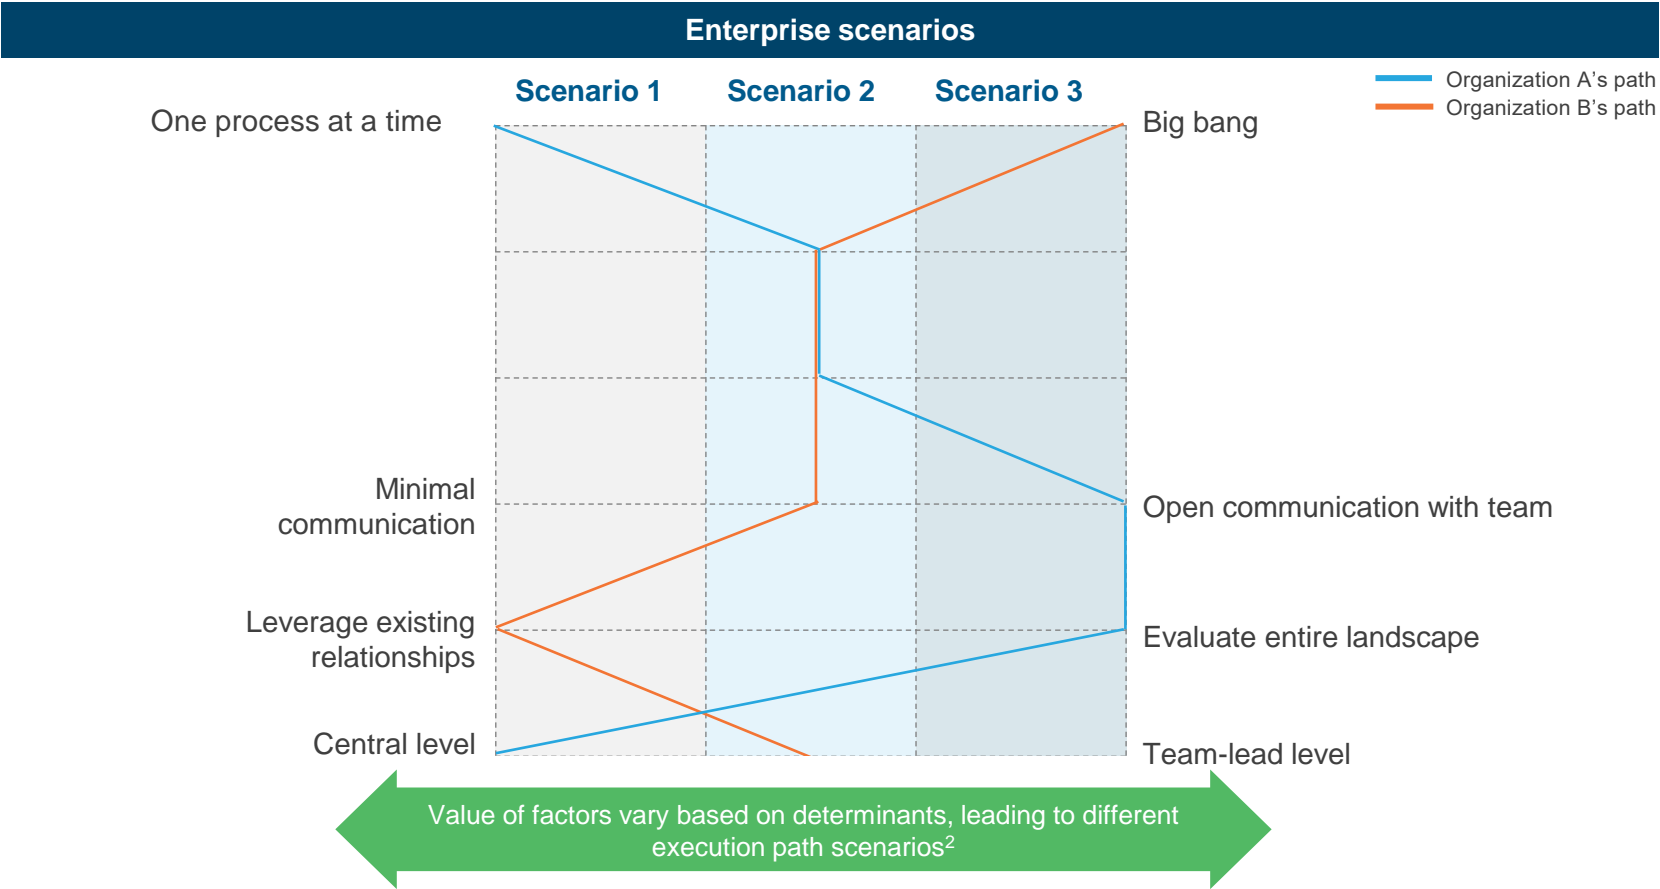 Enterprise scenarios
Scenario 1
Scenario 2
Scenario 3
Organization A’s path
Organization B’s path
One process at a time
Big bang
Minimal
communication
Open communication with team
Leverage existing
relationships
Evaluate entire landscape
Central level
Team-lead level
Value of factors vary based on determinants, leading to different
execution path scenarios2